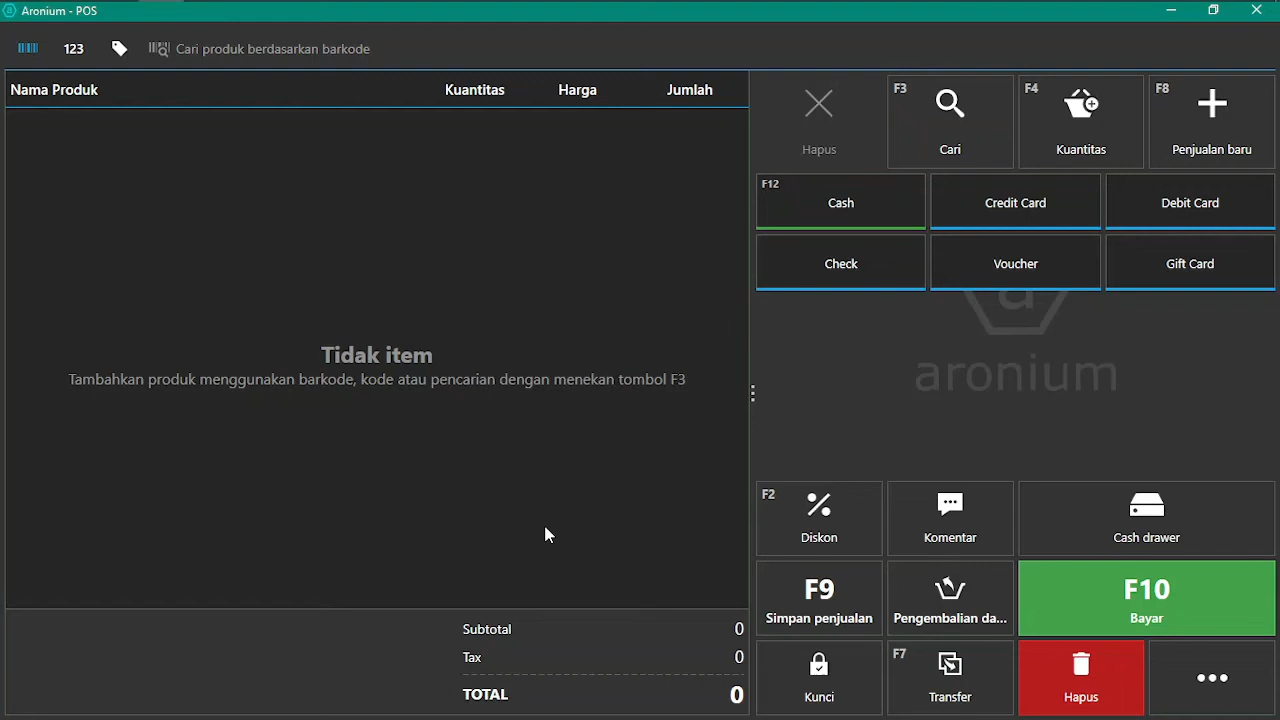 Aronium - POS
123
Cari produk berdasarkan barkode
Nama Produk Kuantitas Harga Jumlah
Hapus
F3 Cari
F4 Kuantitas
F8 Penjualan baru
F12 Cash
Credit Card
Debit Card
Check
Voucher
Gift Card
Tidak item
Tambahkan produk menggunakan barkode, kode atau pencarian dengan menekan tombol F3
a
aronium
F2 Diskon
Komentar
Cash drawer
F9
Simpan penjualan
Pengembalian da...
F10
Bayar
Subtotal 0
Tax 0
TOTAL 0
Kunci
F7 Transfer
Hapus